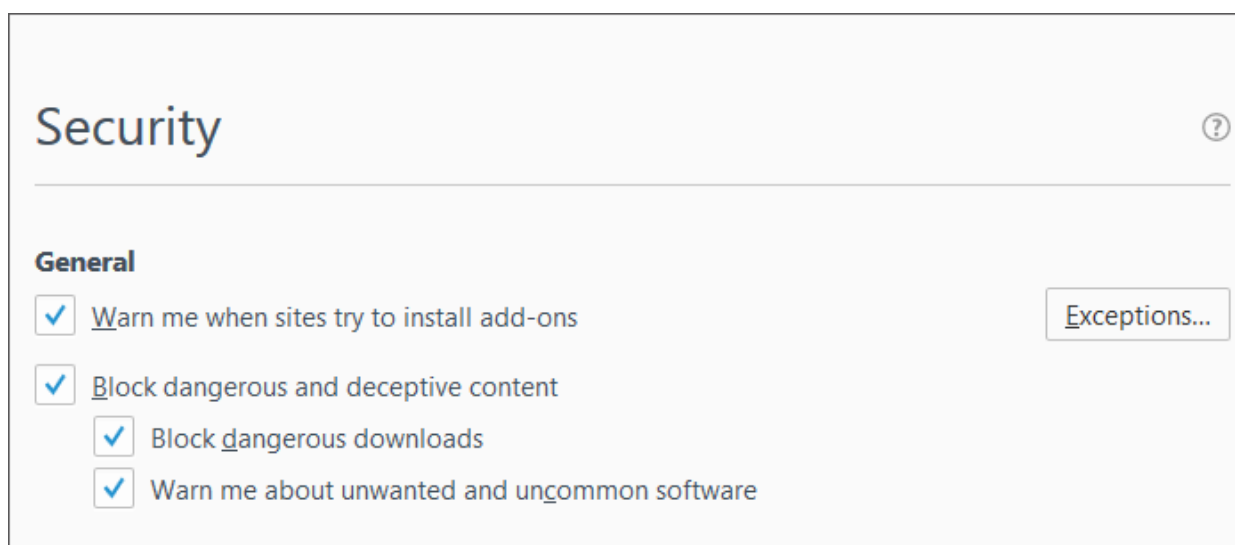 Security
?
General
Warn me when sites try to install add-ons
Exceptions...
Block dangerous and deceptive content
Block dangerous downloads
Warn me about unwanted and uncommon software